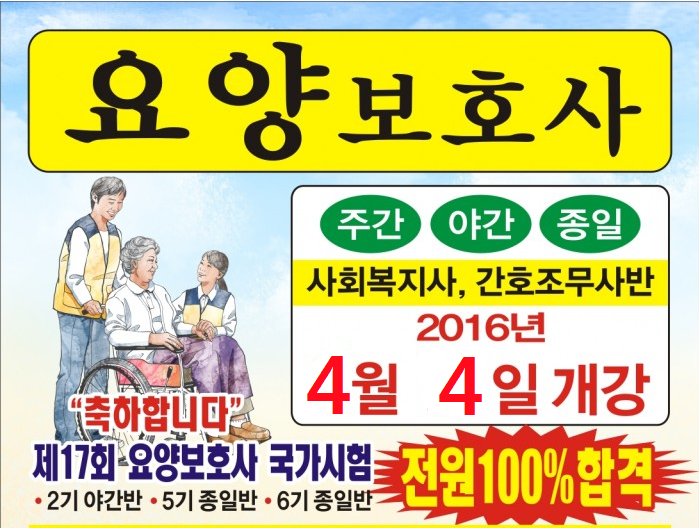 요양보호사
주간 야간 종일
사회복지사, 간호조무사반
2016년
4월 4일 개강
"축하합니다"
제17회 요양보호사 국가시험
• 2기 야간반 • 5기 종일반 • 6기 종일반
전원100%합격